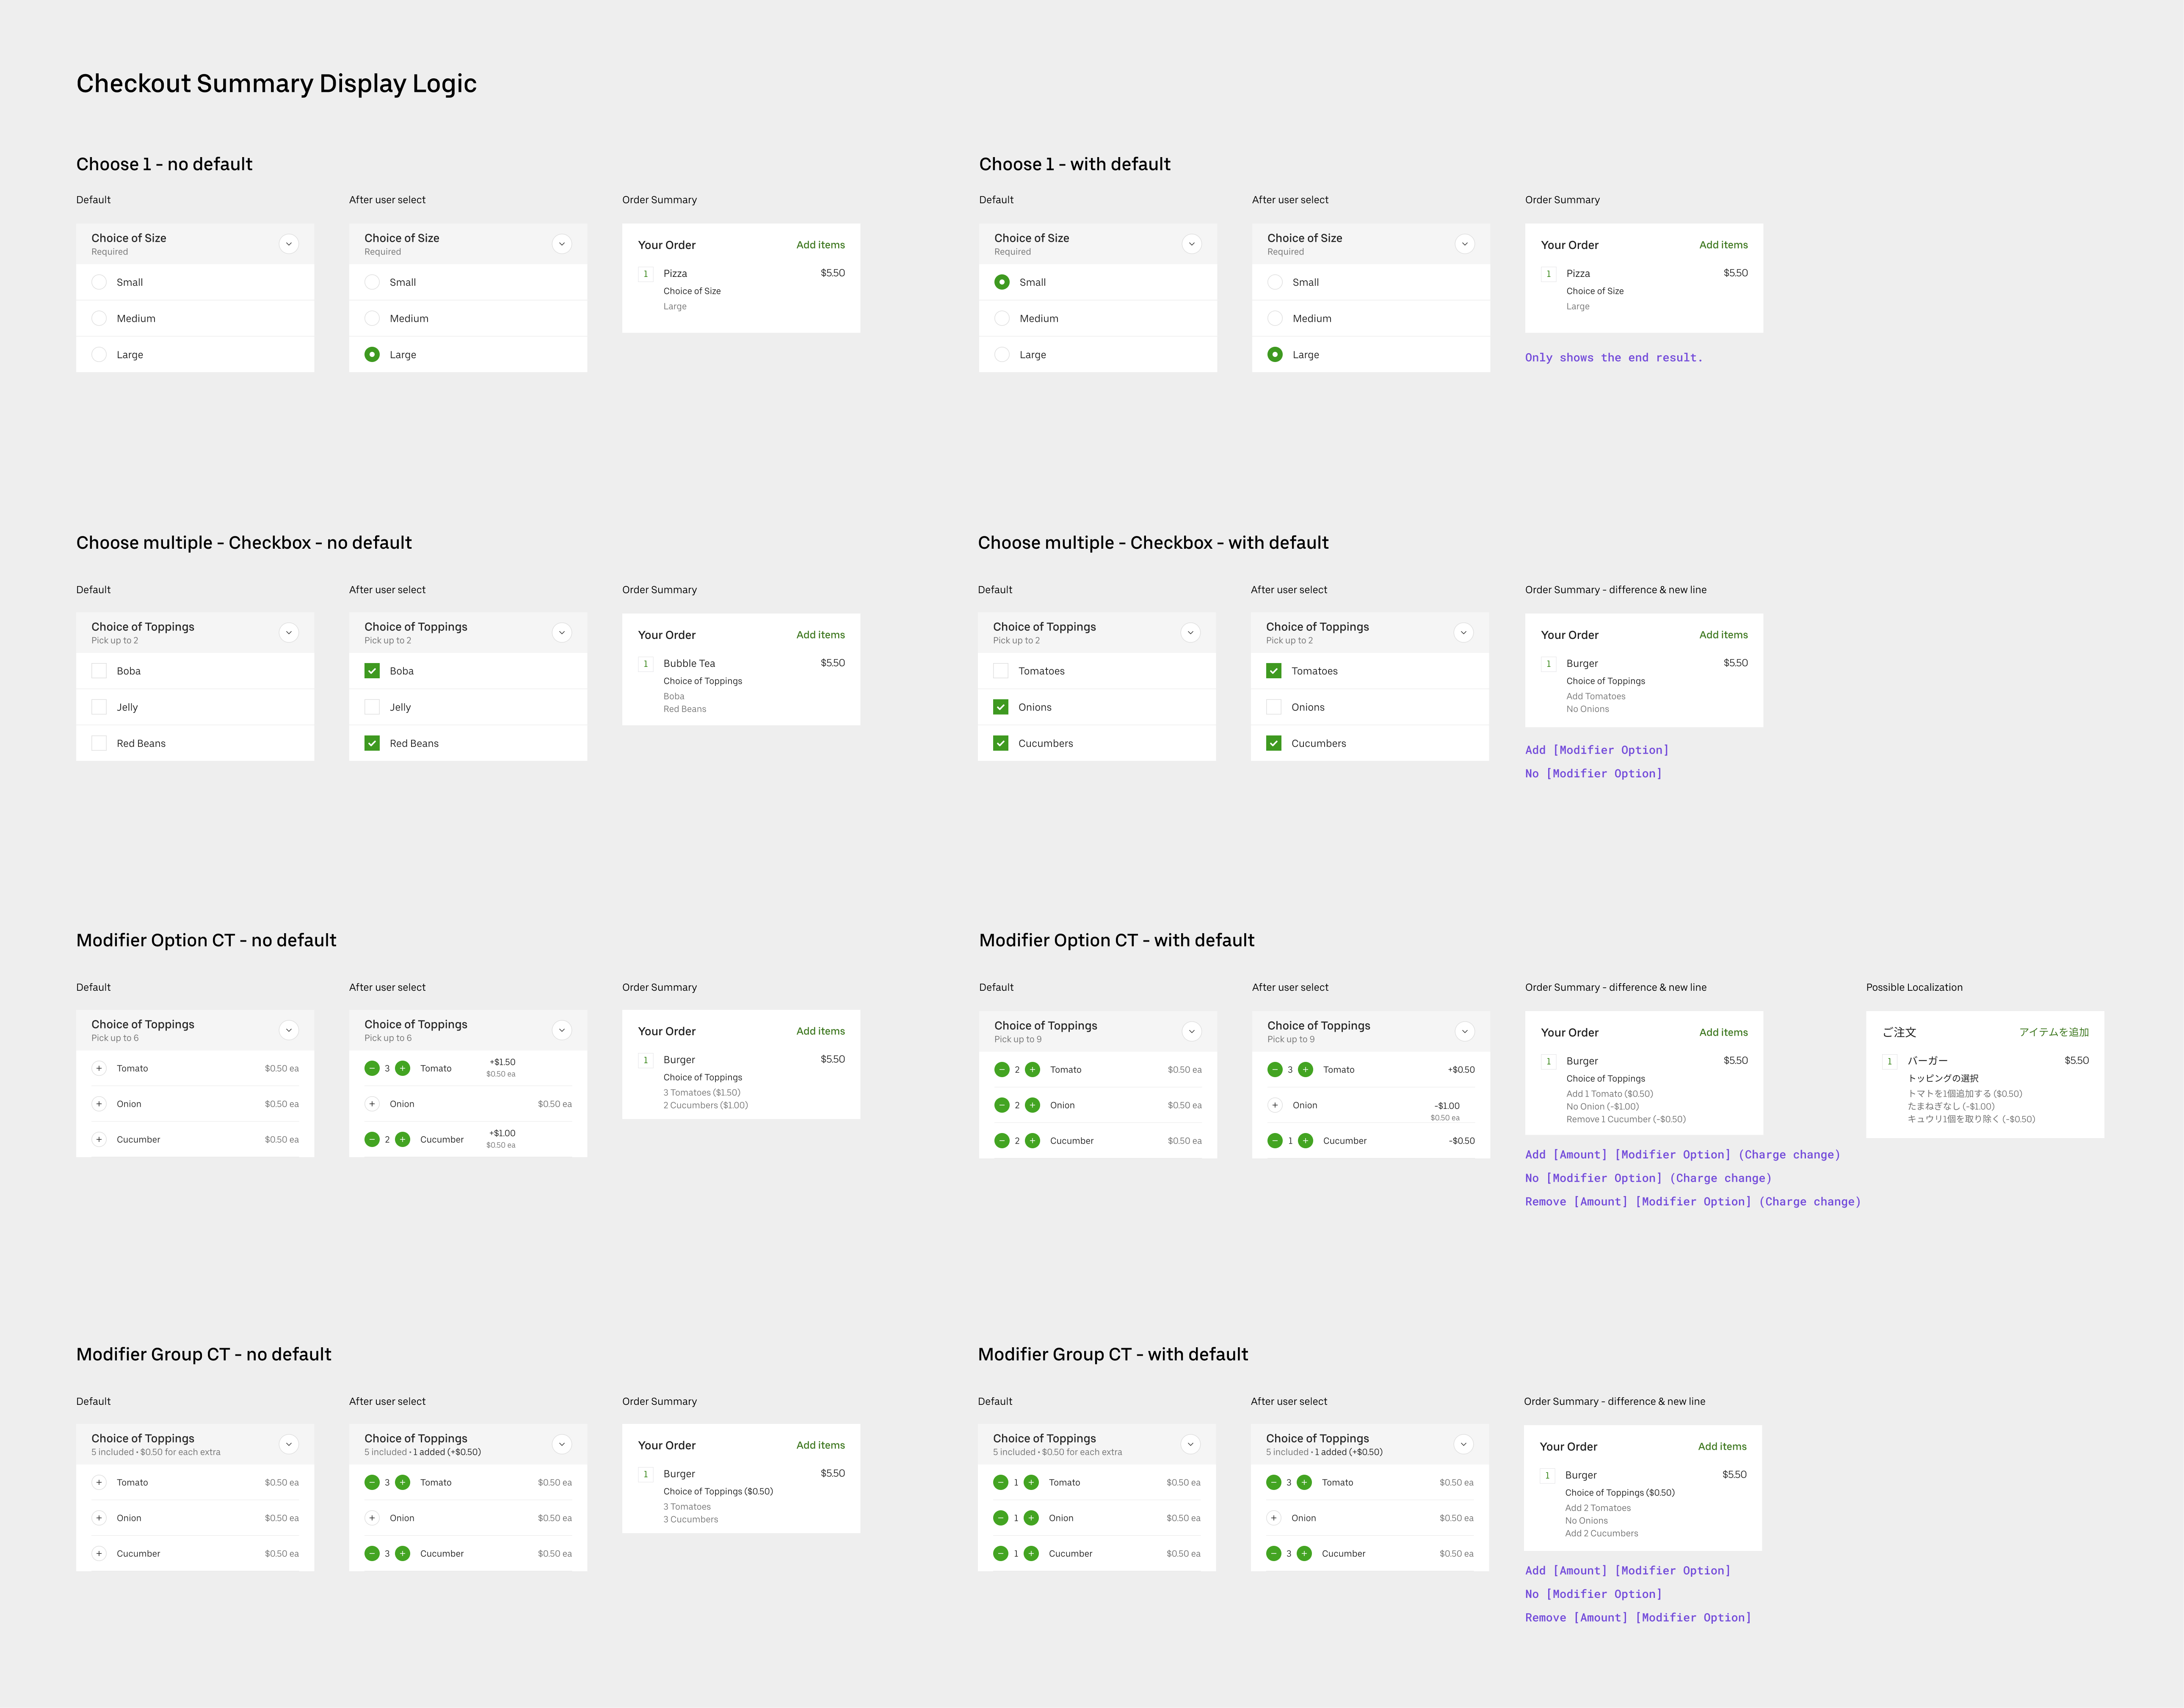 Checkout Summary Display Logic
Choose 1 - no default
Default
Choice of Size
Required
Small
Medium
Large
After user select
Choice of Size
Required
Small
Medium
Large
Order Summary
Your Order
Add items
1 Pizza $5.50
Choice of Size
Large
Choose 1 - with default
Default
Choice of Size
Required
Small
Medium
Large
After user select
Choice of Size
Required
Small
Medium
Large
Order Summary
Your Order
Add items
1 Pizza $5.50
Choice of Size
Large
Only shows the end result.
Choose multiple - Checkbox - no default
Default
Choice of Toppings
Pick up to 2
Boba
Jelly
Red Beans
After user select
Choice of Toppings
Pick up to 2
Boba
Jelly
Red Beans
Order Summary
Your Order
Add items
1 Bubble Tea $5.50
Choice of Toppings
Boba
Red Beans
Choose multiple - Checkbox - with default
Default
Choice of Toppings
Pick up to 2
Tomatoes
Onions
Cucumbers
After user select
Choice of Toppings
Pick up to 2
Tomatoes
Onions
Cucumbers
Order Summary - difference & new line
Your Order
Add items
1 Burger $5.50
Choice of Toppings
Add Tomatoes
No Onions
Add [Modifier Option]
No [Modifier Option]
Modifier Option CT - no default
Default
Choice of Toppings
Pick up to 6
+ Tomato $0.50 ea
+ Onion $0.50 ea
+ Cucumber $0.50 ea
After user select
Choice of Toppings
Pick up to 6
− 3 + Tomato +$1.50
$0.50 ea
+ Onion $0.50 ea
− 2 + Cucumber +$1.00
$0.50 ea
Order Summary
Your Order
Add items
1 Burger $5.50
Choice of Toppings
3 Tomatoes ($1.50)
2 Cucumbers ($1.00)
Modifier Option CT - with default
Default
Choice of Toppings
Pick up to 9
− 2 + Tomato $0.50 ea
− 2 + Onion $0.50 ea
− 2 + Cucumber $0.50 ea
After user select
Choice of Toppings
Pick up to 9
− 3 + Tomato +$0.50
+ Onion -$1.00
$0.50 ea
− 1 + Cucumber -$0.50
Order Summary - difference & new line
Your Order
Add items
1 Burger $5.50
Choice of Toppings
Add 1 Tomato ($0.50)
No Onion (-$1.00)
Remove 1 Cucumber (-$0.50)
Add [Amount] [Modifier Option] (Charge change)
No [Modifier Option] (Charge change)
Remove [Amount] [Modifier Option] (Charge change)
Possible Localization
ご注文
アイテムを追加
1 バーガー $5.50
トッピングの選択
トマトを1個追加する ($0.50)
たまねぎなし (-$1.00)
キュウリ1個を取り除く (-$0.50)
Modifier Group CT - no default
Default
Choice of Toppings
5 included • $0.50 for each extra
+ Tomato $0.50 ea
+ Onion $0.50 ea
+ Cucumber $0.50 ea
After user select
Choice of Toppings
5 included • 1 added (+$0.50)
− 3 + Tomato $0.50 ea
+ Onion $0.50 ea
− 3 + Cucumber $0.50 ea
Order Summary
Your Order
Add items
1 Burger $5.50
Choice of Toppings ($0.50)
3 Tomatoes
3 Cucumbers
Modifier Group CT - with default
Default
Choice of Toppings
5 included • $0.50 for each extra
− 1 + Tomato $0.50 ea
− 1 + Onion $0.50 ea
− 1 + Cucumber $0.50 ea
After user select
Choice of Toppings
5 included • 1 added (+$0.50)
− 3 + Tomato $0.50 ea
+ Onion $0.50 ea
− 3 + Cucumber $0.50 ea
Order Summary - difference & new line
Your Order
Add items
1 Burger $5.50
Choice of Toppings ($0.50)
Add 2 Tomatoes
No Onions
Add 2 Cucumbers
Add [Amount] [Modifier Option]
No [Modifier Option]
Remove [Amount] [Modifier Option]